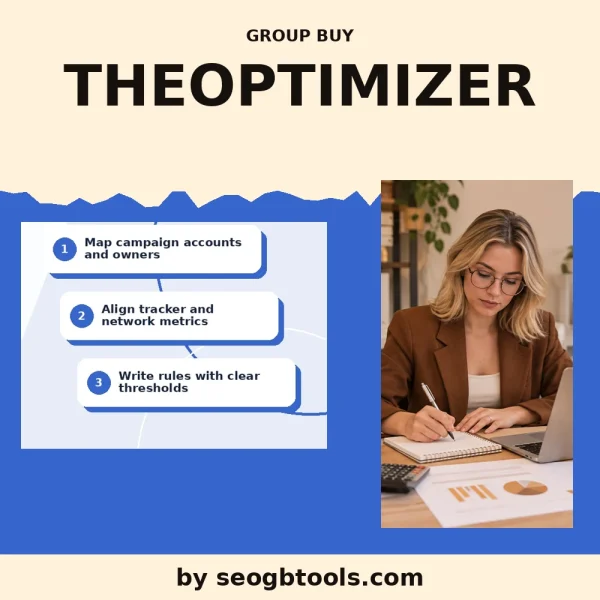 GROUP BUY
THEOPTIMIZER
1
Map campaign accounts
and owners
2
Align tracker and
network metrics
3
Write rules with clear
thresholds
by seogbtools.com